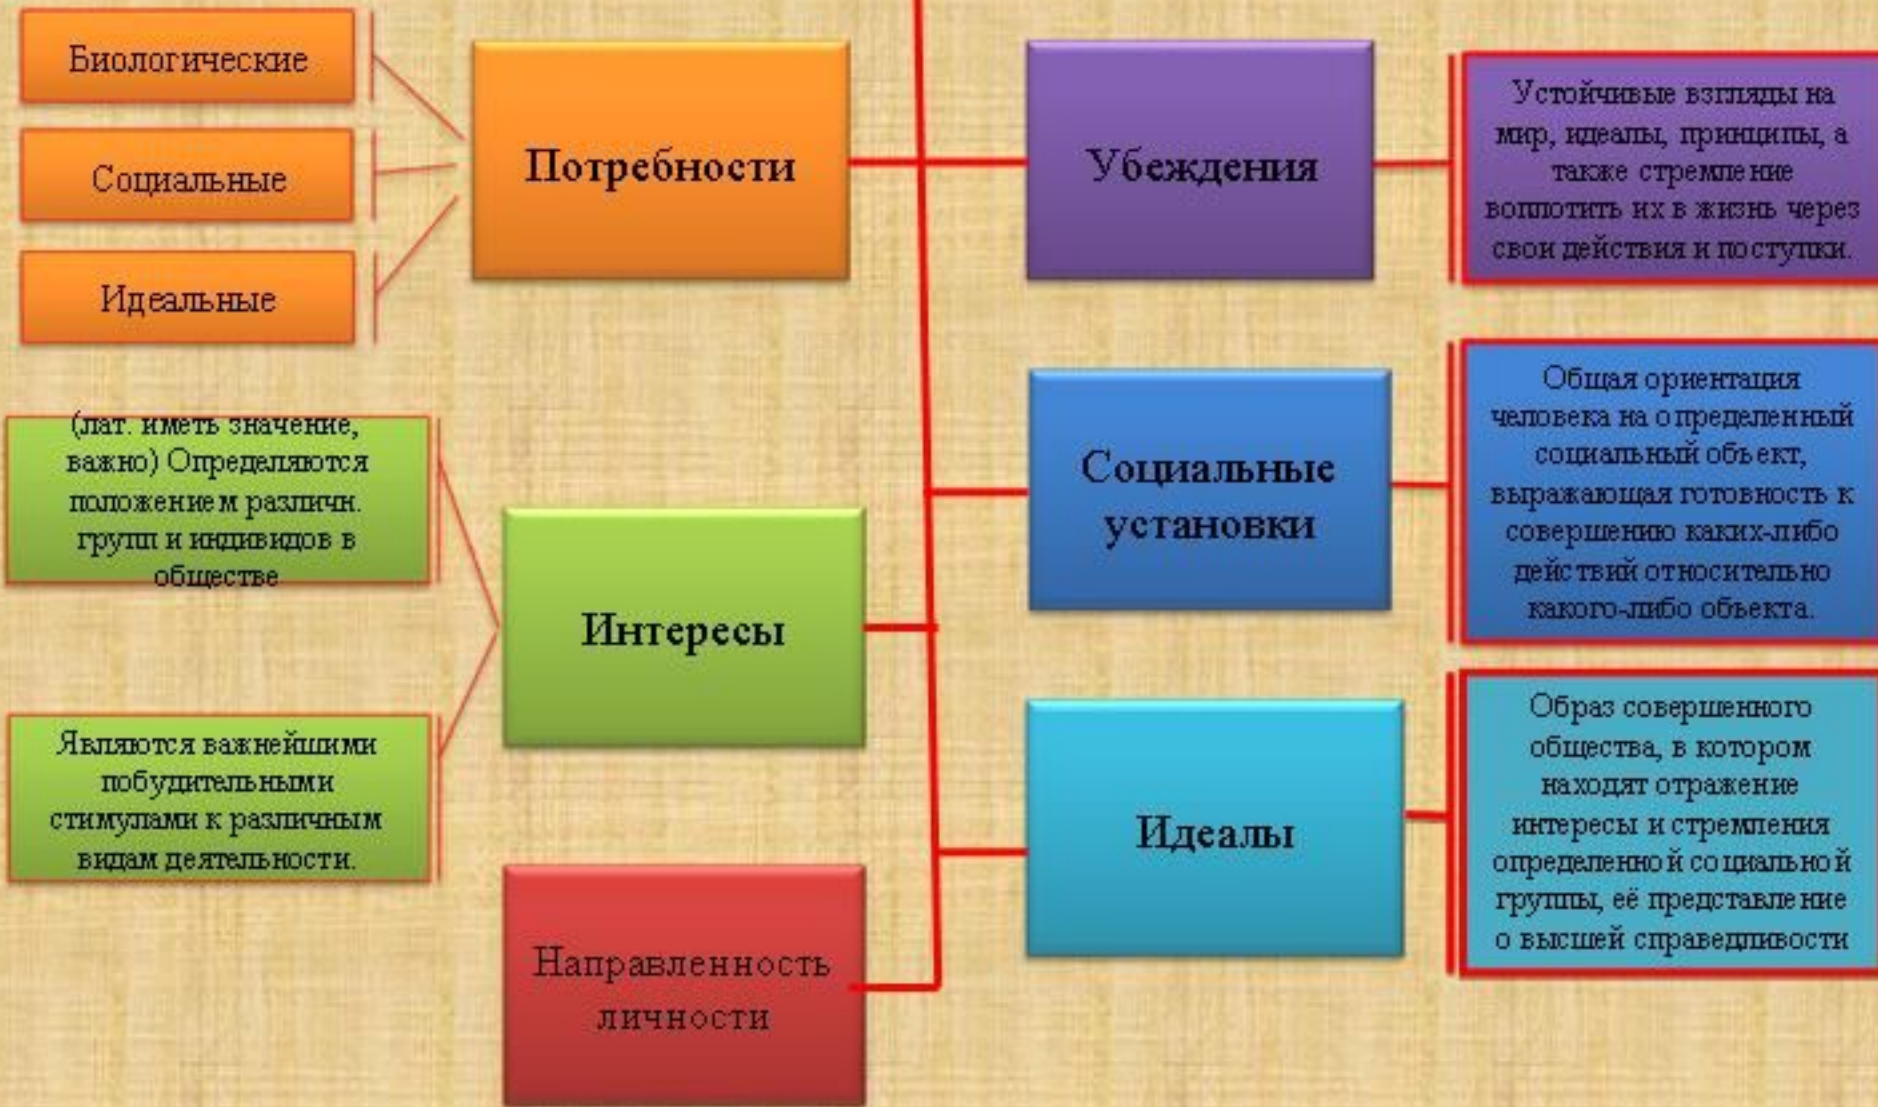 Биологические
Социальные
Идеальные
Потребности
(лат. иметь значение,
важно) Определяются
положением различн.
групп и индивидов в
обществе
Являются важнейшими
побудительными
стимулами к различным
видам деятельности.
Интересы
Направленность
личности
Убеждения
Устойчивые взгляды на
мир, идеалы, принципы, а
также стремление
воплотить их в жизнь через
свои действия и поступки.
Социальные
установки
Общая ориентация
человека на определенный
социальный объект,
выражающая готовность к
совершению каких-либо
действий относительно
какого-либо объекта.
Идеалы
Образ совершенного
общества, в котором
находят отражение
интересы и стремления
определенной социальной
группы, её представление
о высшей справедливости